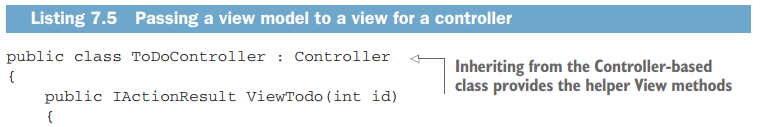 Listing 7.5 Passing a view model to a view for a controller
public class ToDoController : Controller
{
public IActionResult ViewTodo(int id)
{
Inheriting from the Controller-based
class provides the helper View methods